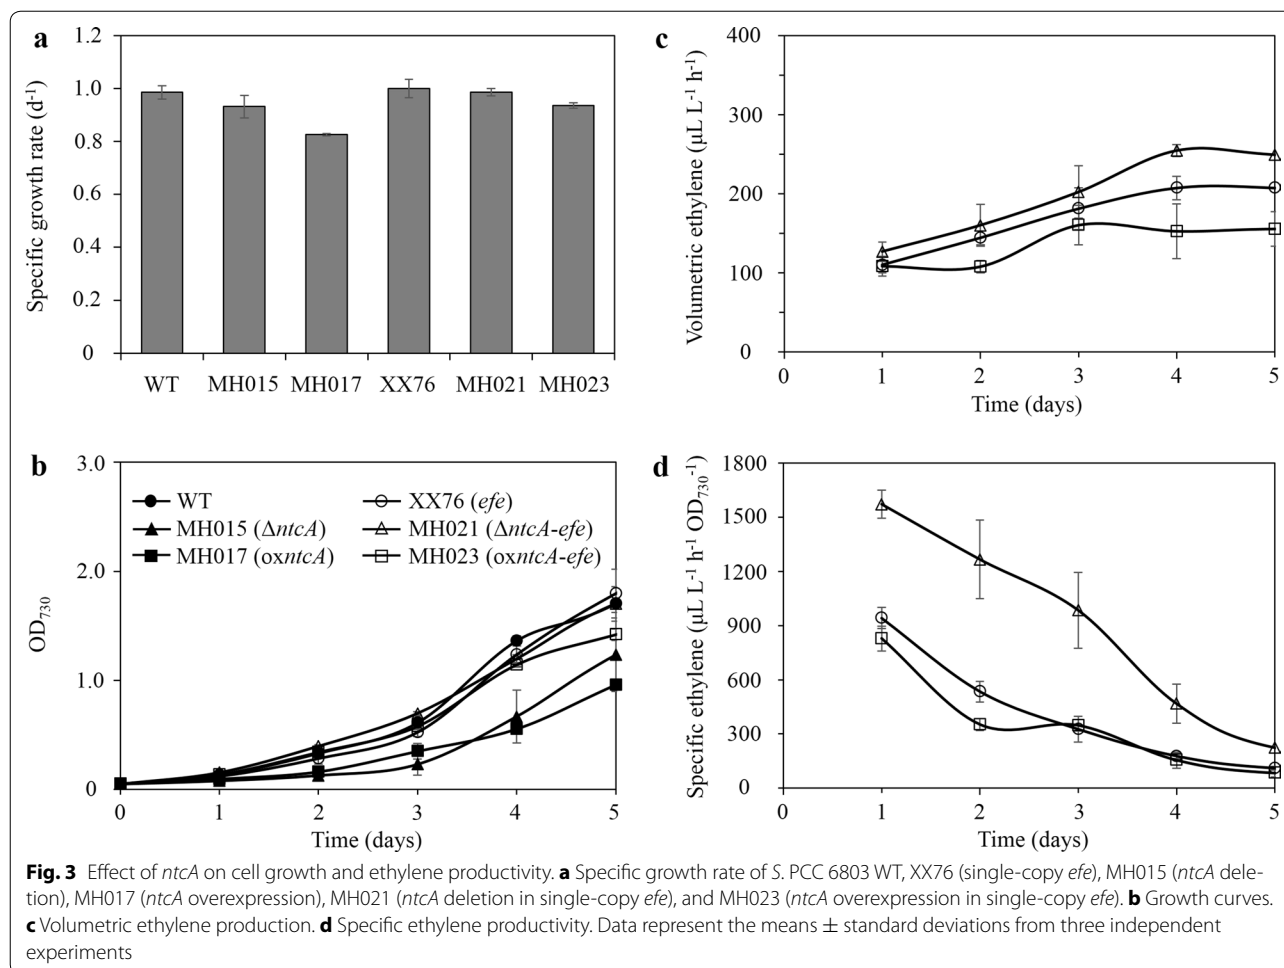 a
1.2
1.0
0.8
0.6
0.4
0.2
0
Specific growth rate (d⁻¹)
WT MH015 MH017 XX76 MH021 MH023
c
400
300
200
100
0
Volumetric ethylene (µL L⁻¹ h⁻¹)
0 1 2 3 4 5
Time (days)
b
3.0
2.0
1.0
0
OD₇₃₀
WT
MH015 (ΔntcA)
MH017 (oxntcA)
XX76 (efe)
MH021 (ΔntcA-efe)
MH023 (oxntcA-efe)
0 1 2 3 4 5
Time (days)
d
1800
1500
1200
900
600
300
0
Specific ethylene (µL L⁻¹ h⁻¹ OD₇₃₀⁻¹)
0 1 2 3 4 5
Time (days)
Fig. 3 Effect of ntcA on cell growth and ethylene productivity. a Specific growth rate of S. PCC 6803 WT, XX76 (single-copy efe), MH015 (ntcA dele-
tion), MH017 (ntcA overexpression), MH021 (ntcA deletion in single-copy efe), and MH023 (ntcA overexpression in single-copy efe). b Growth curves.
c Volumetric ethylene production. d Specific ethylene productivity. Data represent the means ± standard deviations from three independent
experiments